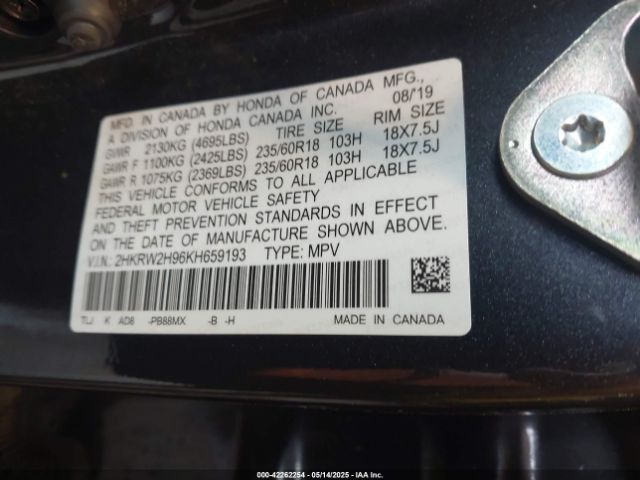 MFD. IN CANADA BY HONDA OF CANADA MFG.,
A DIVISION OF HONDA CANADA INC. 08/'19
GVWR 2130KG (4695LBS) TIRE SIZE RIM SIZE
GAWR F 1100KG (2425LBS) 235/60R18 103H 18X7.5J
GAWR R 1075KG (2369LBS) 235/60R18 103H 18X7.5J
THIS VEHICLE CONFORMS TO ALL APPLICABLE
FEDERAL MOTOR VEHICLE SAFETY
AND THEFT PREVENTION STANDARDS IN EFFECT
ON THE DATE OF MANUFACTURE SHOWN ABOVE.
V.I.N.: 2HKRW2H96KH659193 TYPE: MPV
TLJ K AD8 -PB88MX -B -H MADE IN CANADA
000-42262254 - 05/14/2025 - IAA Inc.